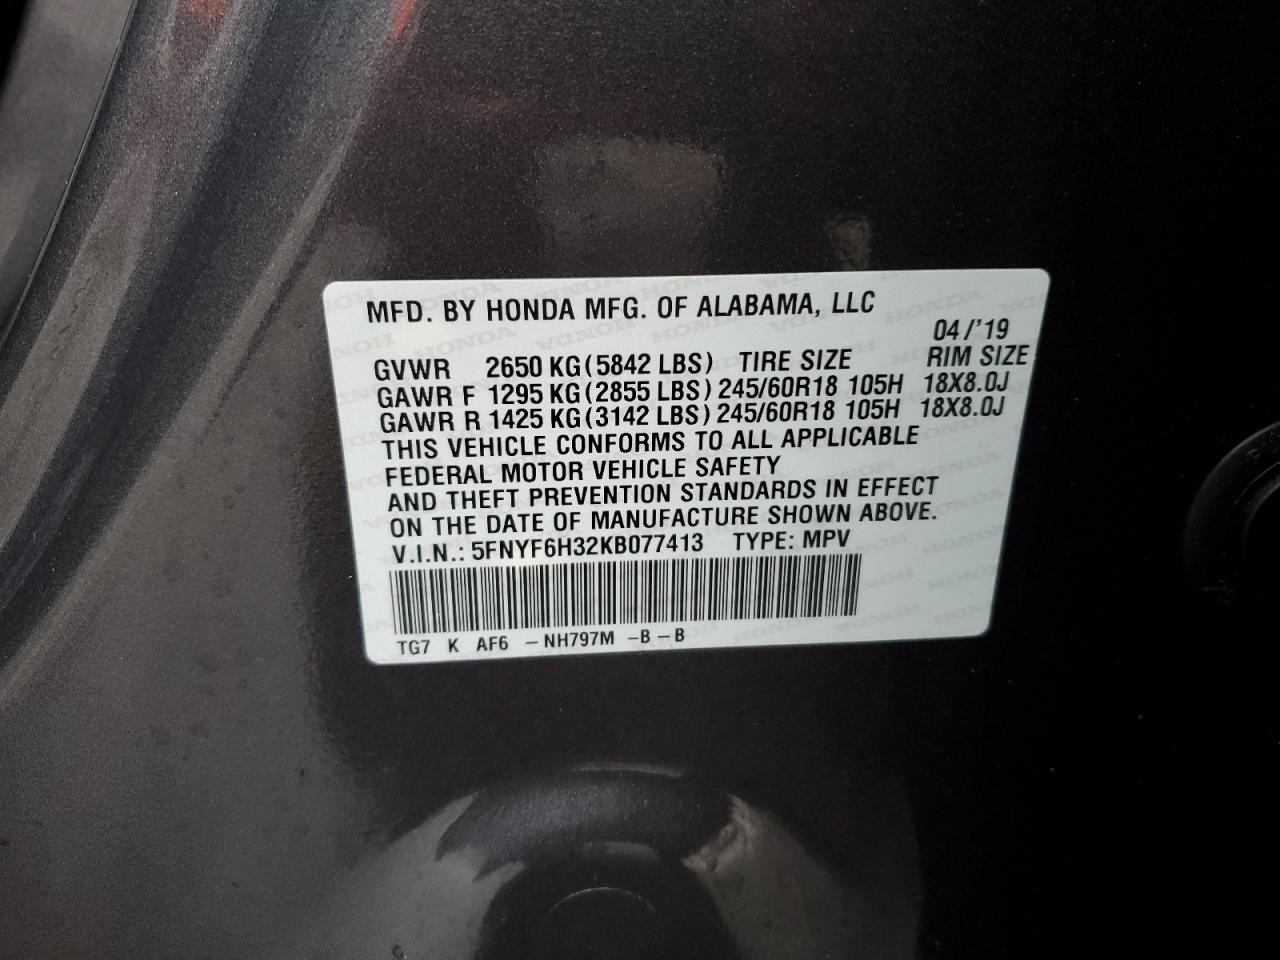 MFD. BY HONDA MFG. OF ALABAMA, LLC
04/'19
GVWR 2650 KG(5842 LBS) TIRE SIZE RIM SIZE
GAWR F 1295 KG(2855 LBS) 245/60R18 105H 18X8.0J
GAWR R 1425 KG(3142 LBS) 245/60R18 105H 18X8.0J
THIS VEHICLE CONFORMS TO ALL APPLICABLE
FEDERAL MOTOR VEHICLE SAFETY
AND THEFT PREVENTION STANDARDS IN EFFECT
ON THE DATE OF MANUFACTURE SHOWN ABOVE.
V.I.N.: 5FNYF6H32KB077413 TYPE: MPV
TG7 K AF6 -NH797M -B-B